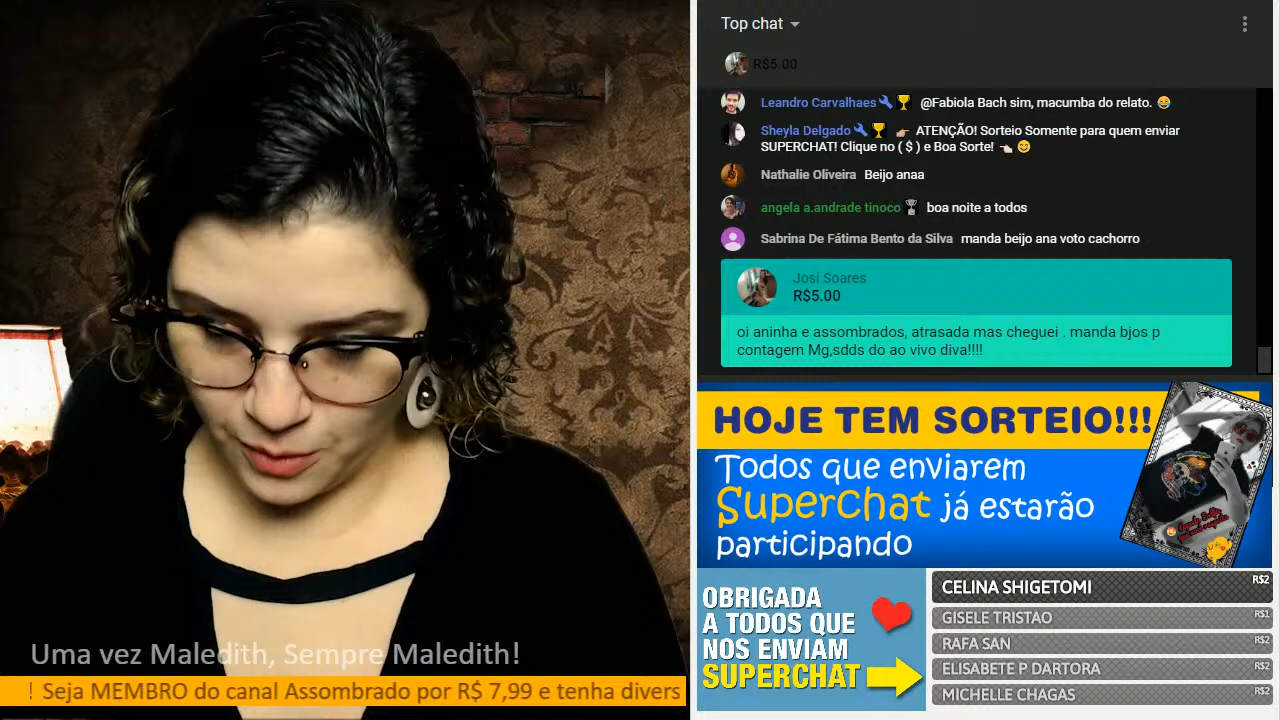 Top chat
R$5.00
Leandro Carvalhaes @Fabiola Bach sim, macumba do relato. 😂
Sheyla Delgado 👉 ATENÇÃO! Sorteio Somente para quem enviar
SUPERCHAT! Clique no ( $ ) e Boa Sorte! 👈 😊
Nathalie Oliveira Beijo anaa
angela a.andrade tinoco boa noite a todos
Sabrina De Fátima Bento da Silva manda beijo ana voto cachorro
Josi Soares
R$5.00
oi aninha e assombrados, atrasada mas cheguei . manda bjos p
contagem Mg,sdds do ao vivo diva!!!!
HOJE TEM SORTEIO!!!
Todos que enviarem
Superchat já estarão
participando
OBRIGADA
A TODOS QUE
NOS ENVIAM
SUPERCHAT
CELINA SHIGETOMI R$2
GISELE TRISTAO R$1
RAFA SAN R$2
ELISABETE P DARTORA R$2
MICHELLE CHAGAS R$2
Uma vez Maledith, Sempre Maledith!
! Seja MEMBRO do canal Assombrado por R$ 7,99 e tenha divers